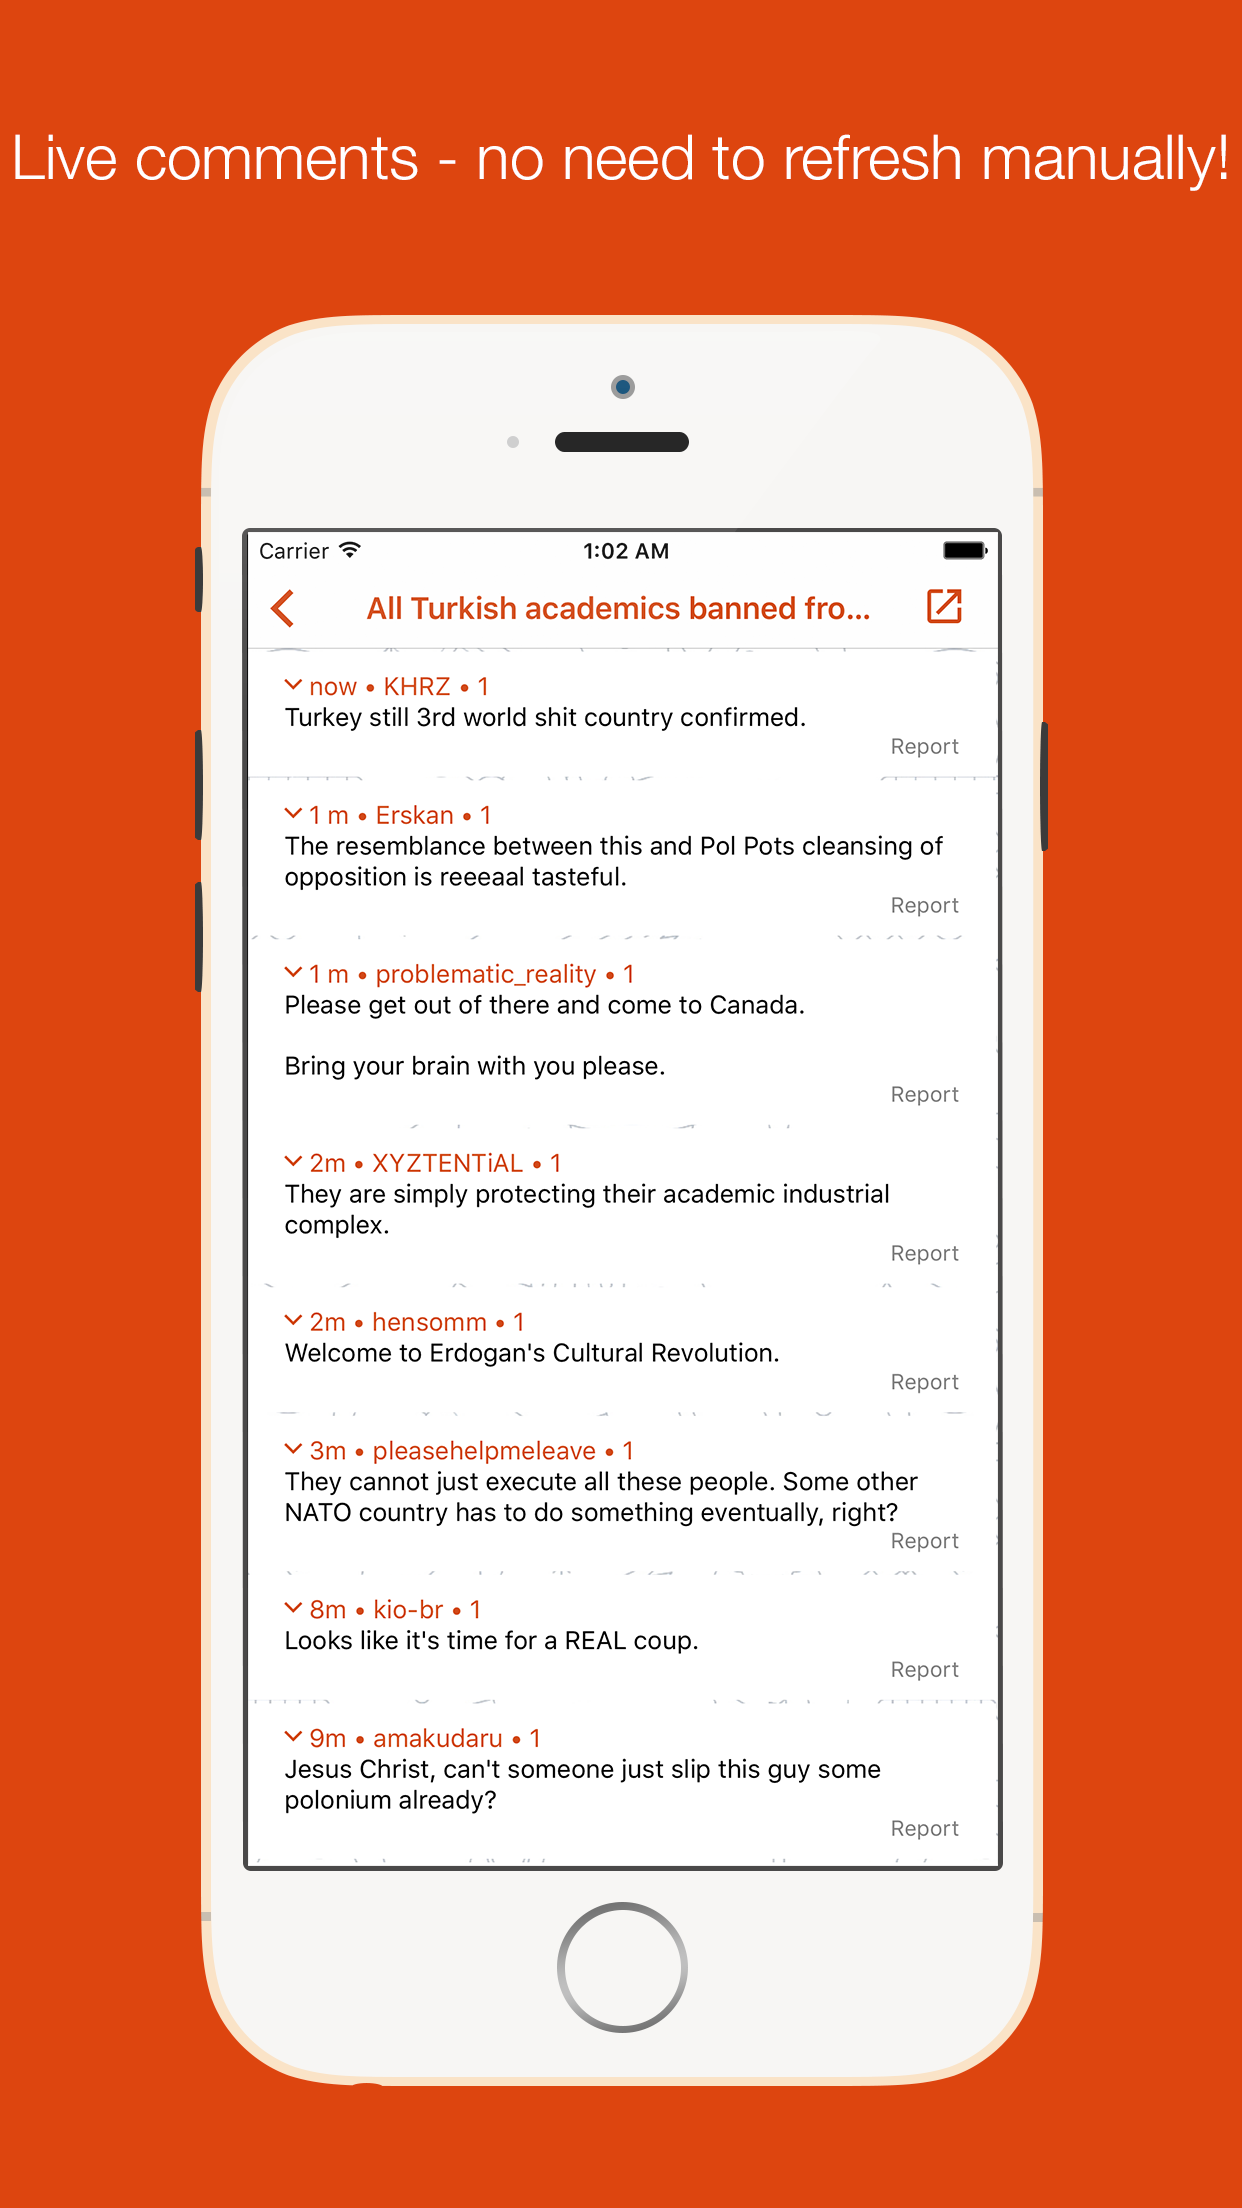 Live comments - no need to refresh manually!
Carrier 1:02 AM
All Turkish academics banned fro...
now • KHRZ • 1
Turkey still 3rd world shit country confirmed.
Report
1 m • Erskan • 1
The resemblance between this and Pol Pots cleansing of
opposition is reeeaal tasteful.
Report
1 m • problematic_reality • 1
Please get out of there and come to Canada.
Bring your brain with you please.
Report
2m • XYZTENTiAL • 1
They are simply protecting their academic industrial
complex.
Report
2m • hensomm • 1
Welcome to Erdogan's Cultural Revolution.
Report
3m • pleasehelpmeleave • 1
They cannot just execute all these people. Some other
NATO country has to do something eventually, right?
Report
8m • kio-br • 1
Looks like it's time for a REAL coup.
Report
9m • amakudaru • 1
Jesus Christ, can't someone just slip this guy some
polonium already?
Report